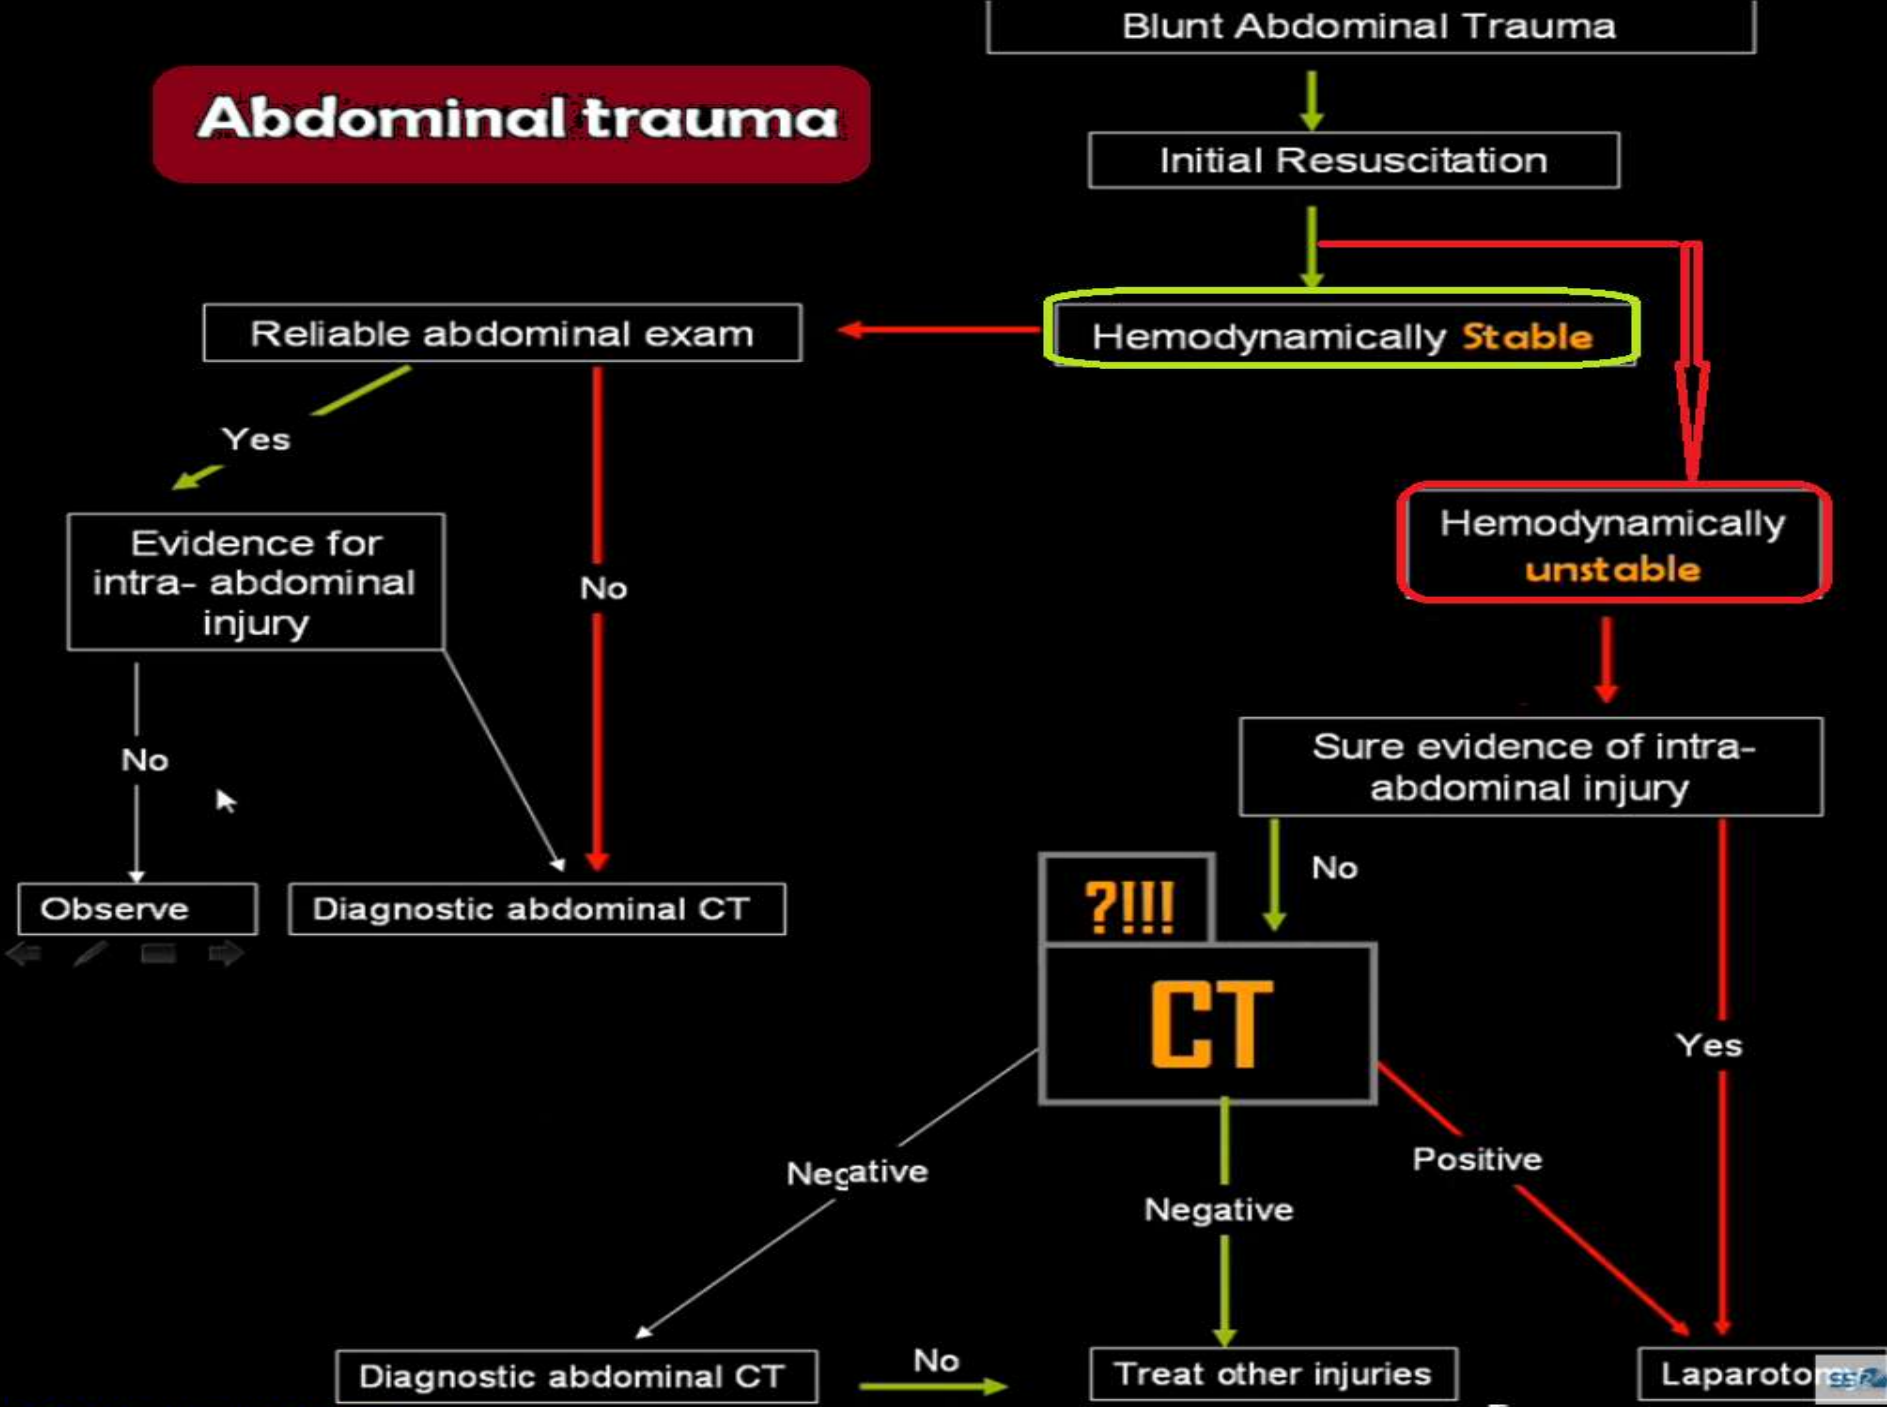 Blunt Abdominal Trauma
Abdominal trauma
Initial Resuscitation
Reliable abdominal exam
Hemodynamically Stable
Yes
Hemodynamically
unstable
Evidence for
intra- abdominal
injury
No
No
Sure evidence of intra-
abdominal injury
No
Observe
Diagnostic abdominal CT
?!!!
CT
Yes
Negative
Positive
Negative
Diagnostic abdominal CT
No
Treat other injuries
Laparotomy